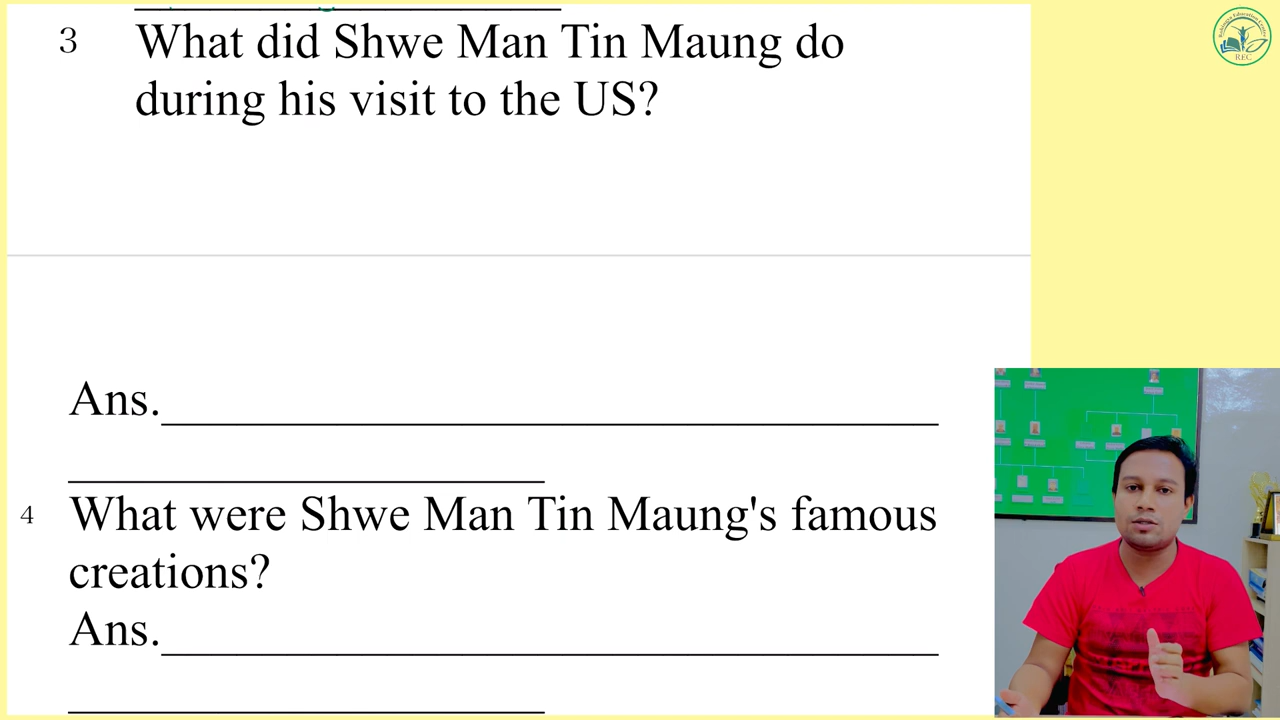 3 What did Shwe Man Tin Maung do
during his visit to the US?
Ans.
4 What were Shwe Man Tin Maung's famous
creations?
Ans.
REC